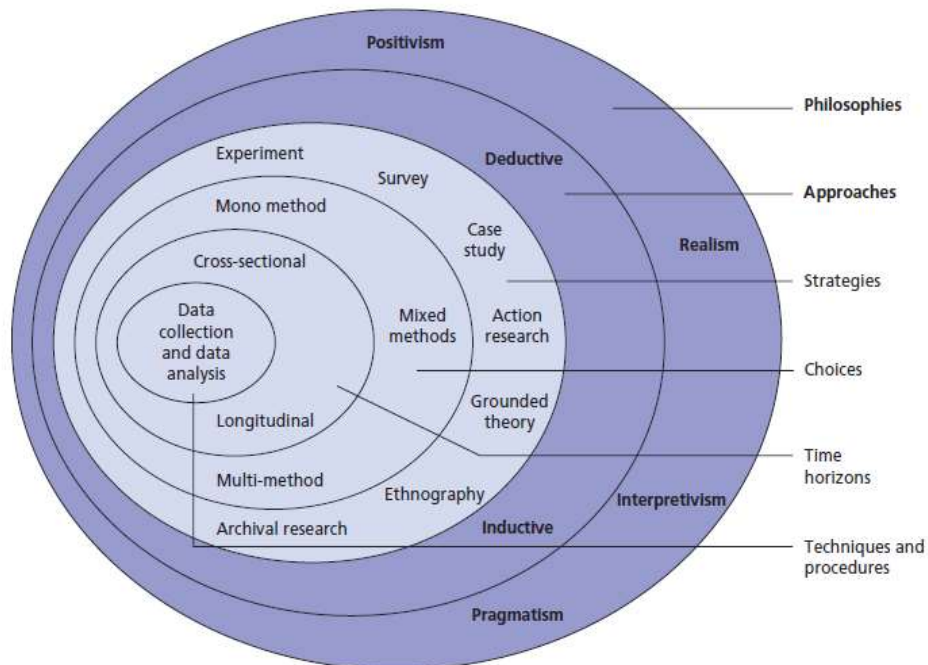 Positivism
Philosophies
Experiment
Deductive
Survey
Approaches
Mono method
Case
study
Realism
Cross-sectional
Strategies
Data
collection
and data
analysis
Mixed
methods
Action
research
Choices
Grounded
theory
Longitudinal
Time
horizons
Multi-method
Ethnography
Interpretivism
Archival research
Inductive
Techniques and
procedures
Pragmatism